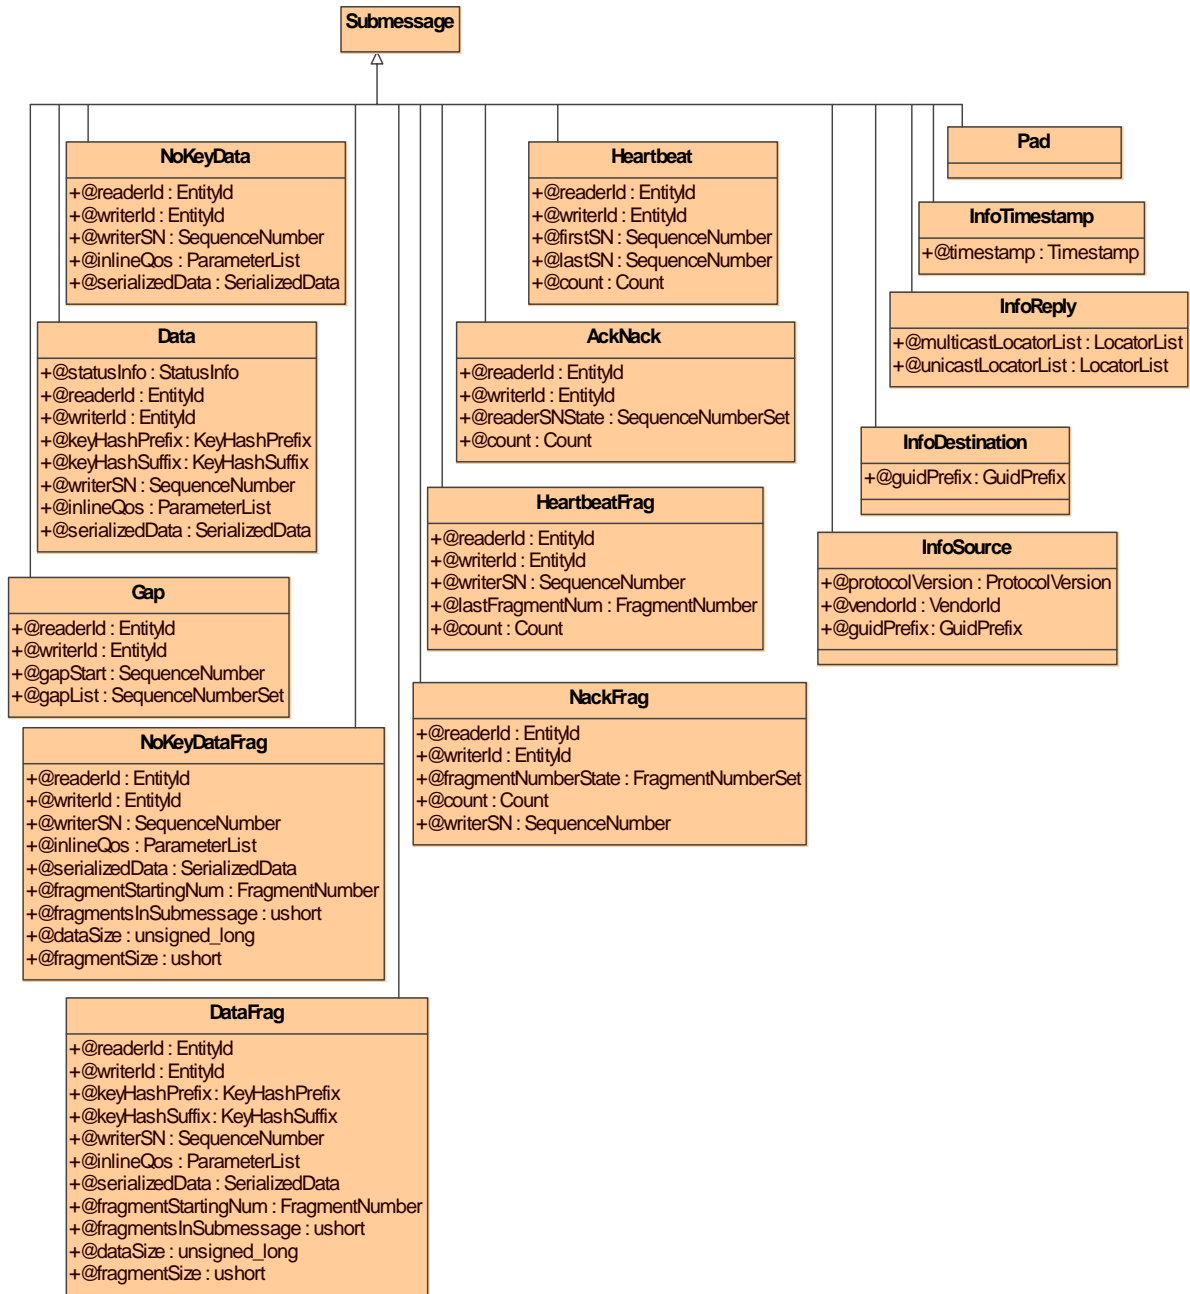 Submessage
NoKeyData
+@readerId : EntityId
+@writerId : EntityId
+@writerSN : SequenceNumber
+@inlineQos : ParameterList
+@serializedData : SerializedData
Data
+@statusInfo : StatusInfo
+@readerId : EntityId
+@writerId : EntityId
+@keyHashPrefix : KeyHashPrefix
+@keyHashSuffix : KeyHashSuffix
+@writerSN : SequenceNumber
+@inlineQos : ParameterList
+@serializedData : SerializedData
Gap
+@readerId : EntityId
+@writerId : EntityId
+@gapStart : SequenceNumber
+@gapList : SequenceNumberSet
NoKeyDataFrag
+@readerId : EntityId
+@writerId : EntityId
+@writerSN : SequenceNumber
+@inlineQos : ParameterList
+@serializedData : SerializedData
+@fragmentStartingNum : FragmentNumber
+@fragmentsInSubmessage : ushort
+@dataSize : unsigned_long
+@fragmentSize : ushort
DataFrag
+@readerId : EntityId
+@writerId : EntityId
+@keyHashPrefix : KeyHashPrefix
+@keyHashSuffix : KeyHashSuffix
+@writerSN : SequenceNumber
+@inlineQos : ParameterList
+@serializedData : SerializedData
+@fragmentStartingNum : FragmentNumber
+@fragmentsInSubmessage : ushort
+@dataSize : unsigned_long
+@fragmentSize : ushort
Heartbeat
+@readerId : EntityId
+@writerId : EntityId
+@firstSN : SequenceNumber
+@lastSN : SequenceNumber
+@count : Count
AckNack
+@readerId : EntityId
+@writerId : EntityId
+@readerSNState : SequenceNumberSet
+@count : Count
HeartbeatFrag
+@readerId : EntityId
+@writerId : EntityId
+@writerSN : SequenceNumber
+@lastFragmentNum : FragmentNumber
+@count : Count
NackFrag
+@readerId : EntityId
+@writerId : EntityId
+@fragmentNumberState : FragmentNumberSet
+@count : Count
+@writerSN : SequenceNumber
Pad
InfoTimestamp
+@timestamp : Timestamp
InfoReply
+@multicastLocatorList : LocatorList
+@unicastLocatorList : LocatorList
InfoDestination
+@guidPrefix : GuidPrefix
InfoSource
+@protocolVersion : ProtocolVersion
+@vendorId : VendorId
+@guidPrefix : GuidPrefix